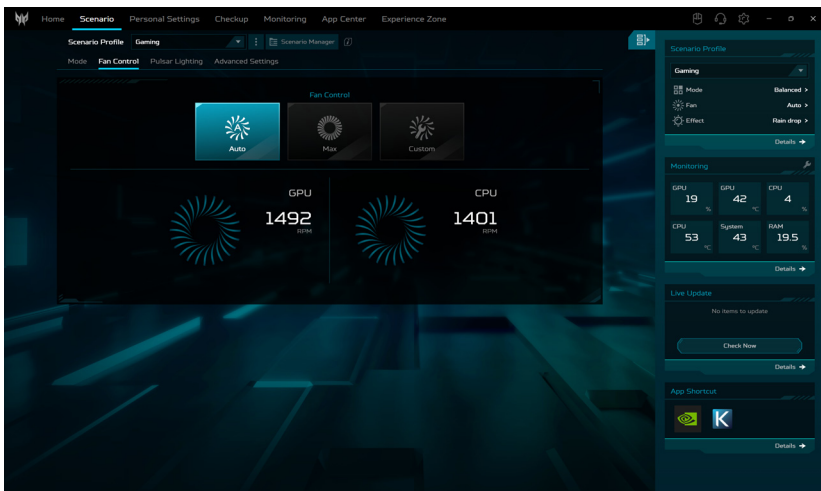 Home Scenario Personal Settings Checkup Monitoring App Center Experience Zone
Scenario Profile Gaming Scenario Manager
Mode Fan Control Pulsar Lighting Advanced Settings
Fan Control
Auto Max Custom
GPU
1492
RPM
CPU
1401
RPM
Scenario Profile
Gaming
Mode Balanced >
Fan Auto >
Effect Rain drop >
Details →
Monitoring
GPU 19 %
GPU 42 °C
CPU 4 %
CPU 53 °C
System 43 °C
RAM 19.5 %
Details →
Live Update
No items to update
Check Now
Details →
App Shortcut
K
Details →